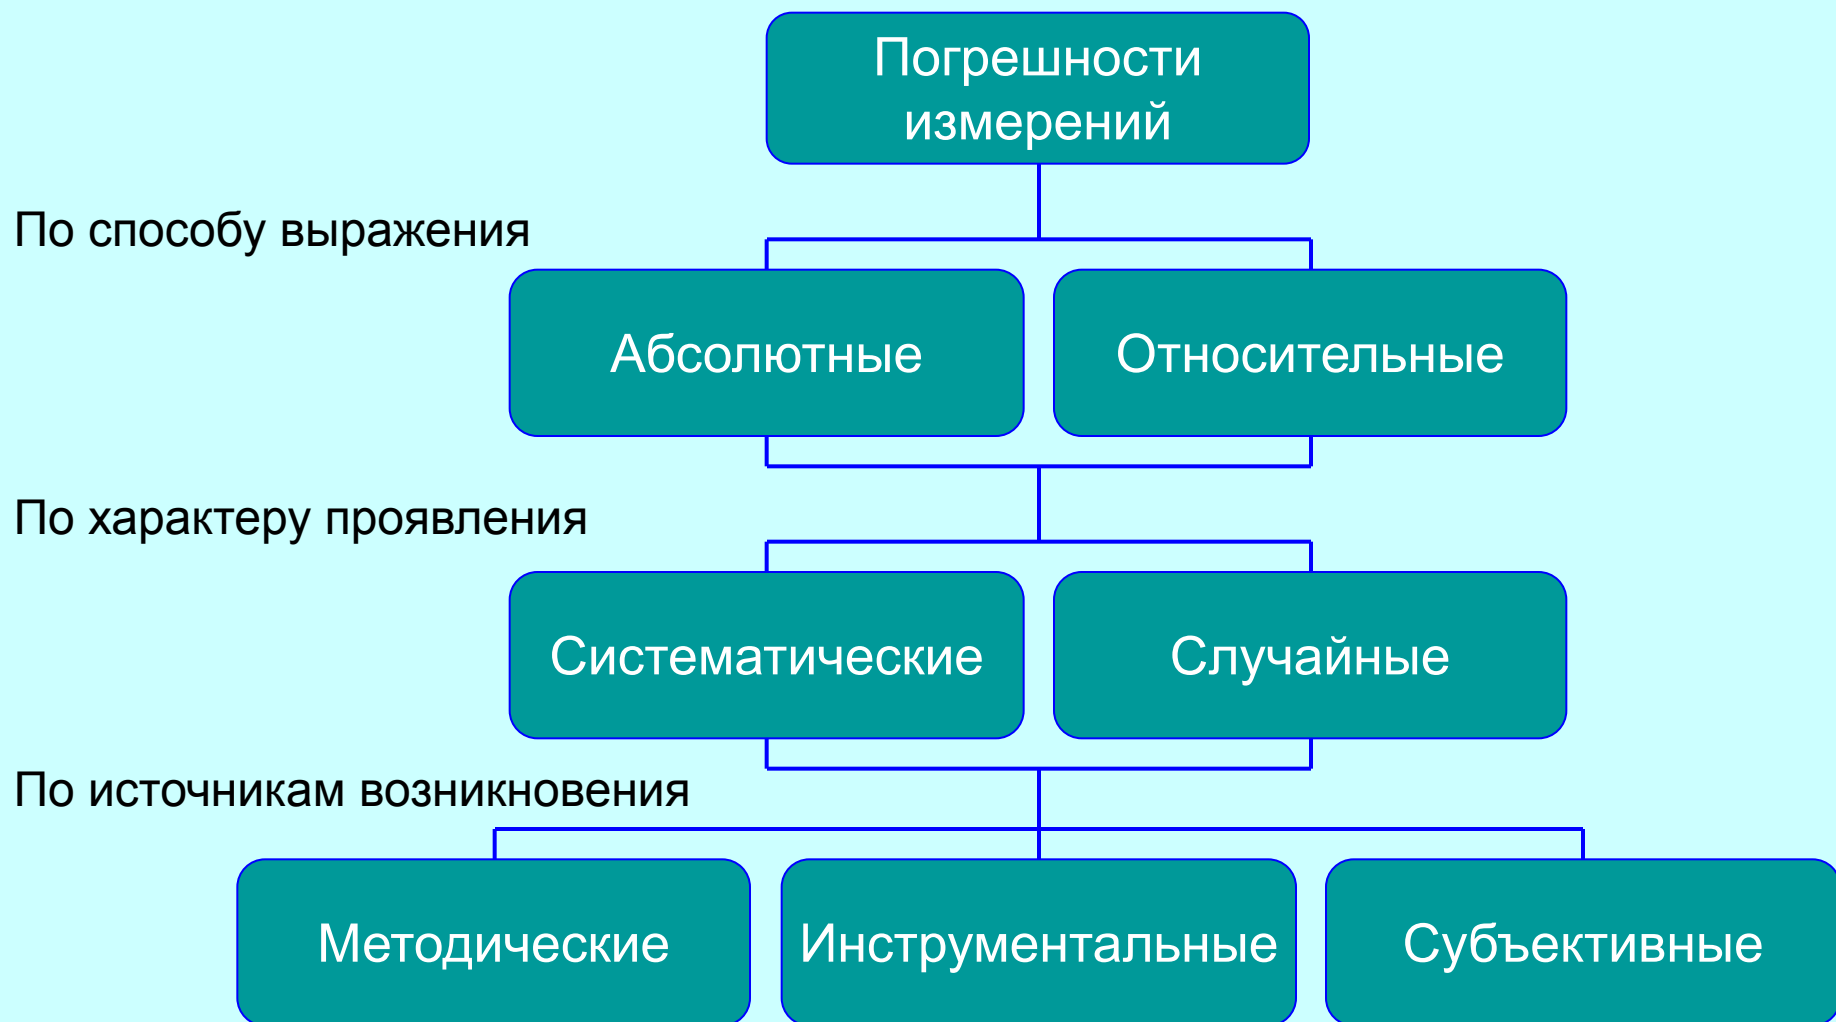 Погрешности
измерений
По способу выражения
Абсолютные
Относительные
По характеру проявления
Систематические
Случайные
По источникам возникновения
Методические
Инструментальные
Субъективные